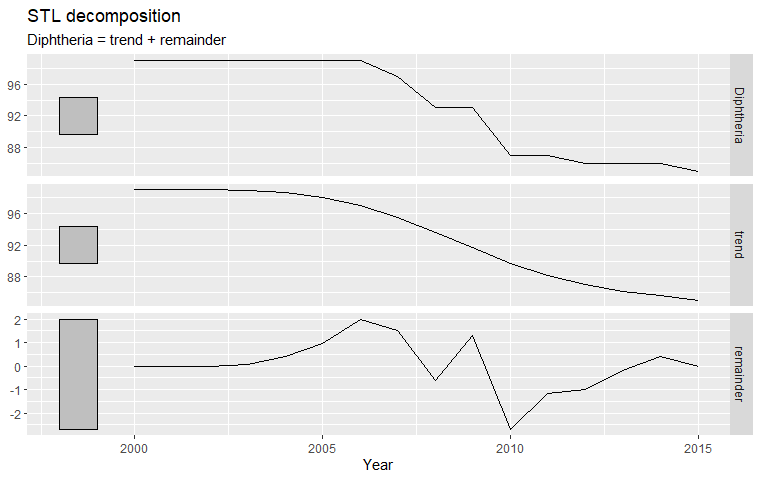 STL decomposition
Diphtheria = trend + remainder
96
92
88
Diphtheria
96
92
88
trend
2
1
0
-1
-2
remainder
2000 2005 2010 2015
Year